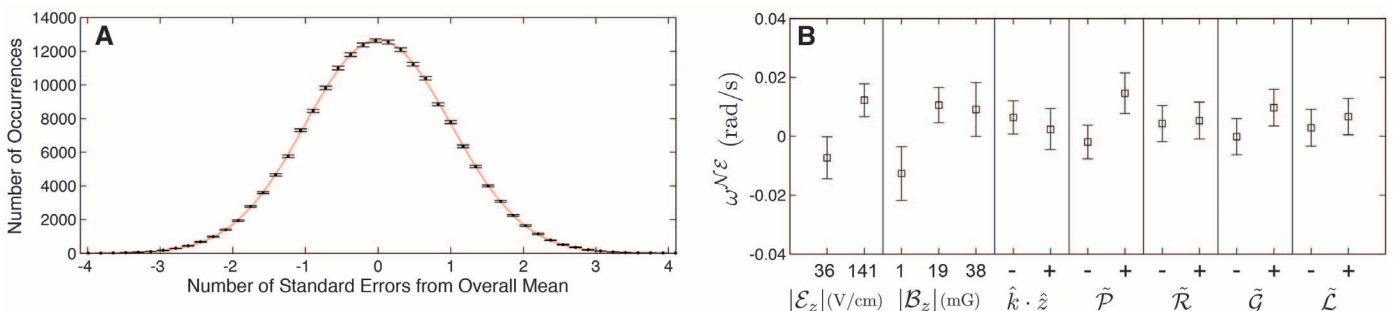 A
Number of Occurrences
14000
12000
10000
8000
6000
4000
2000
0
-4 -3 -2 -1 0 1 2 3 4
Number of Standard Errors from Overall Mean
B
ω^{𝒩ℰ} (rad/s)
0.04
0.02
0
-0.02
-0.04
36 141 1 19 38 - + - + - + - + - +
|ℰ_z|(V/cm) |ℬ_z|(mG) k̂ · ẑ 𝒫̃ ℛ̃ 𝒢̃ ℒ̃